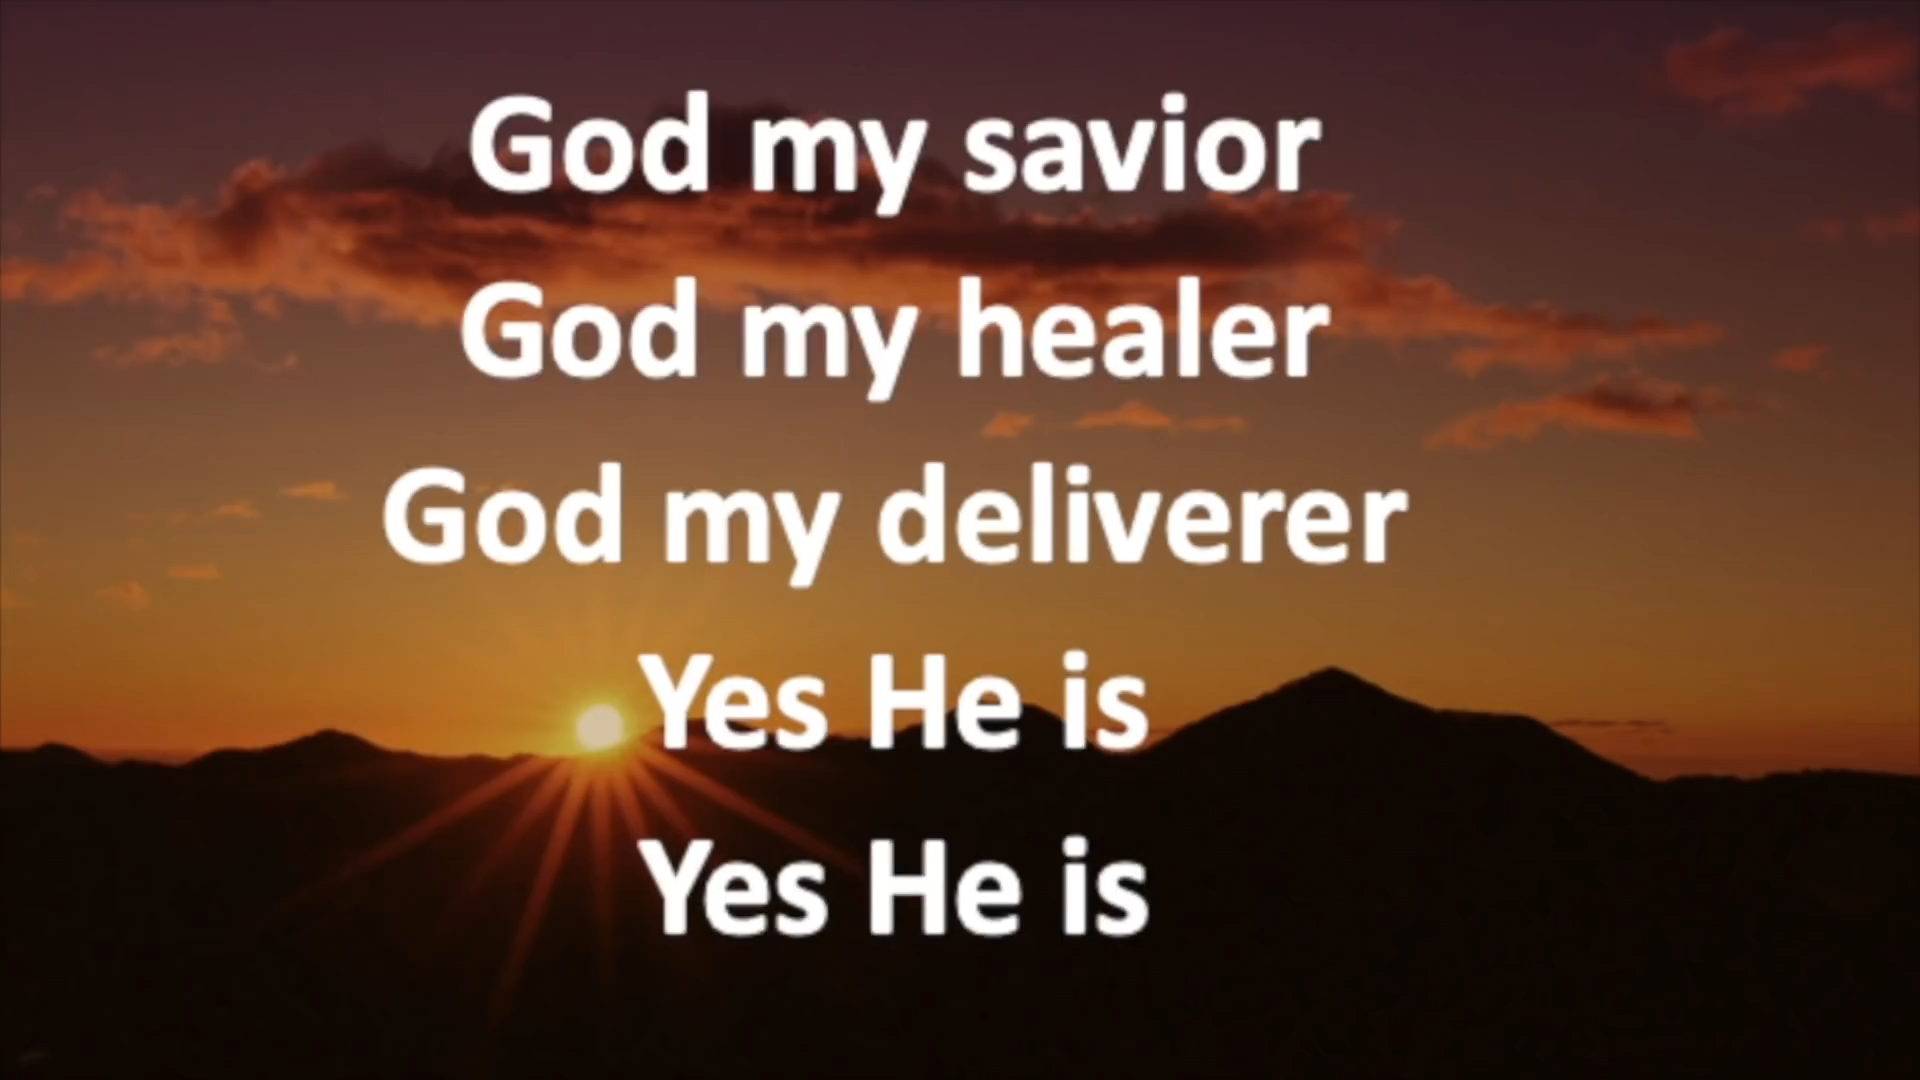 God my savior
God my healer
God my deliverer
Yes He is
Yes He is